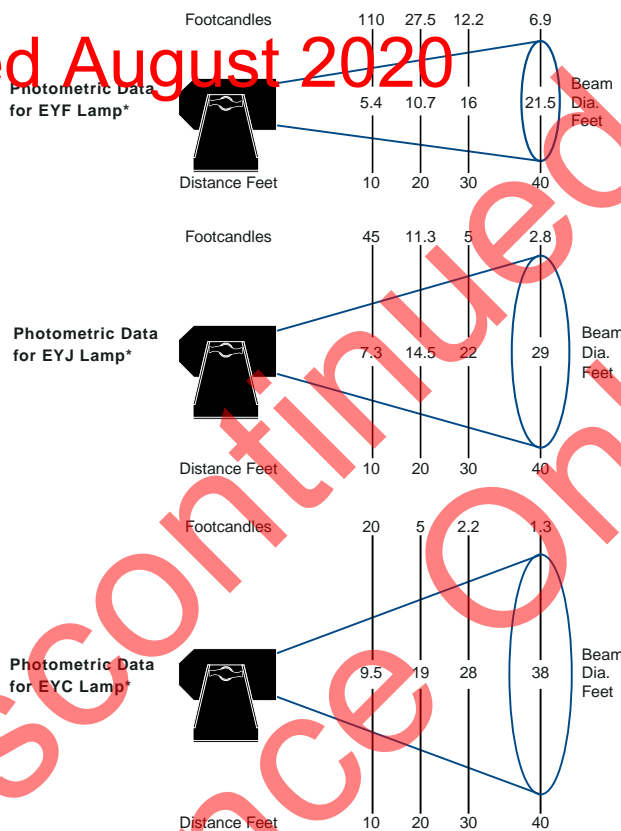 Footcandles 110 27.5 12.2 6.9
ed August 2020
Photometric Data
for EYF Lamp*
5.4 10.7 16 21.5
Beam
Dia.
Feet
Distance Feet 10 20 30 40
Footcandles 45 11.3 5 2.8
Photometric Data
for EYJ Lamp*
7.3 14.5 22 29
Beam
Dia.
Feet
Distance Feet 10 20 30 40
Footcandles 20 5 2.2 1.3
Photometric Data
for EYC Lamp*
9.5 19 28 38
Beam
Dia.
Feet
Distance Feet 10 20 30 40
scontinued
nce On